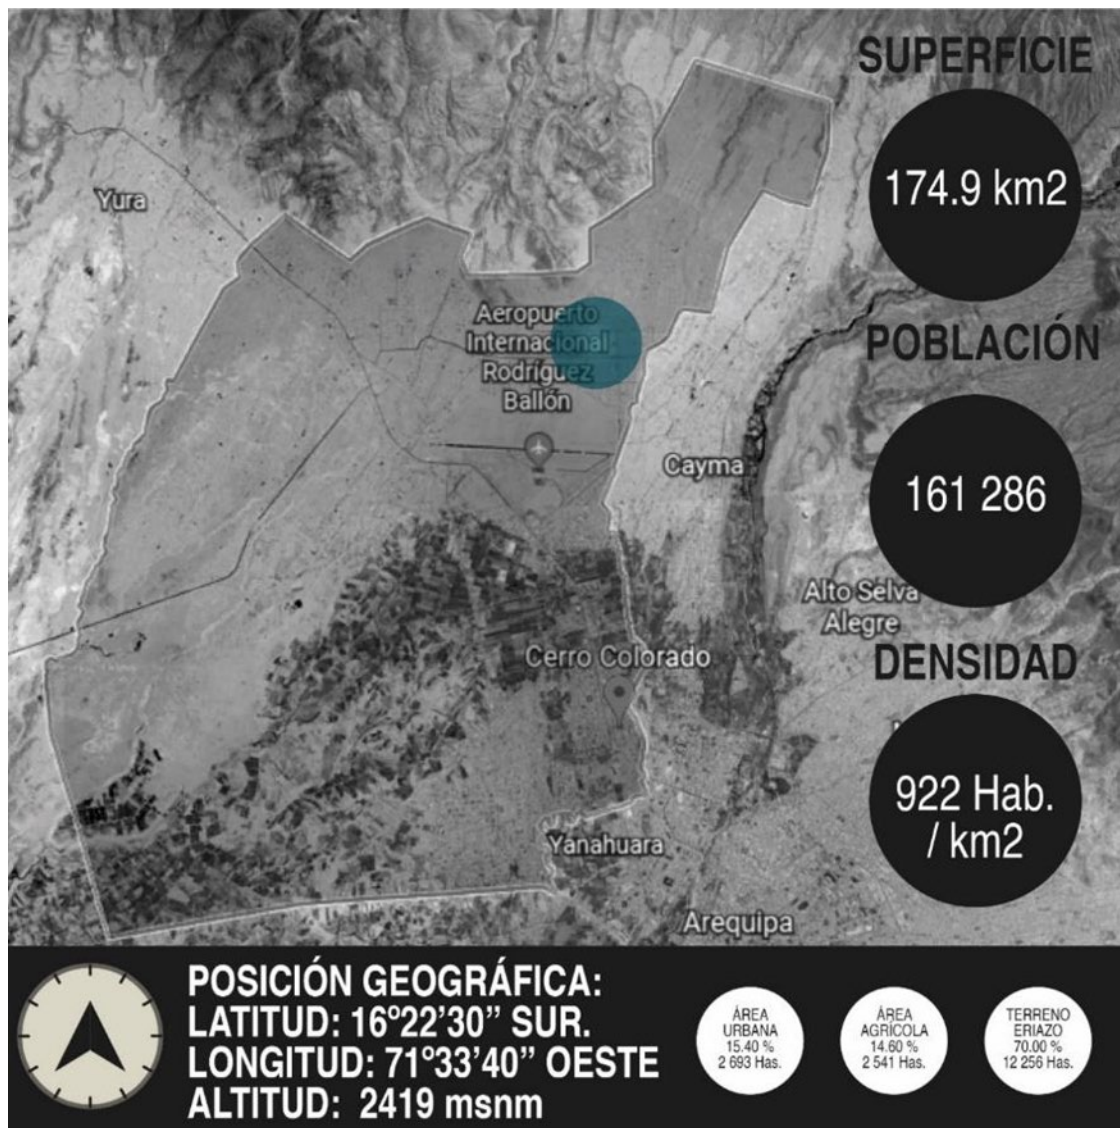 SUPERFICIE
174.9 km2
Yura
Aeropuerto
Internacional
Rodríguez
Ballón
POBLACIÓN
Cayma
161 286
Alto Selva
Alegre
Cerro Colorado
DENSIDAD
922 Hab.
/ km2
Yanahuara
Arequipa
POSICIÓN GEOGRÁFICA:
LATITUD: 16º22'30” SUR.
LONGITUD: 71º33'40” OESTE
ALTITUD: 2419 msnm
ÁREA
URBANA
15.40 %
2 693 Has.
ÁREA
AGRÍCOLA
14.60 %
2 541 Has.
TERRENO
ERIAZO
70.00 %
12 256 Has.